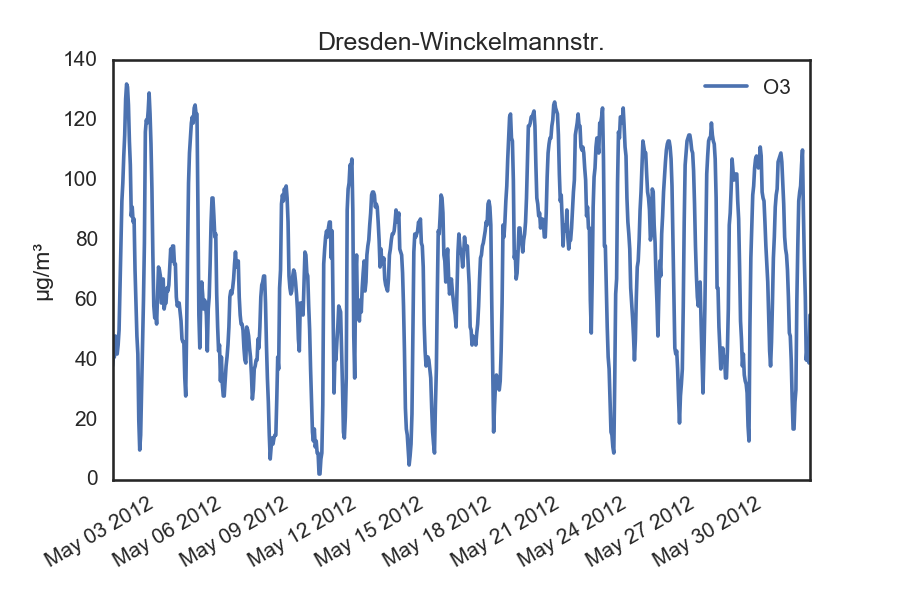 Dresden-Winckelmannstr.
O3
µg/m³
140
120
100
80
60
40
20
0
May 03 2012
May 06 2012
May 09 2012
May 12 2012
May 15 2012
May 18 2012
May 21 2012
May 24 2012
May 27 2012
May 30 2012